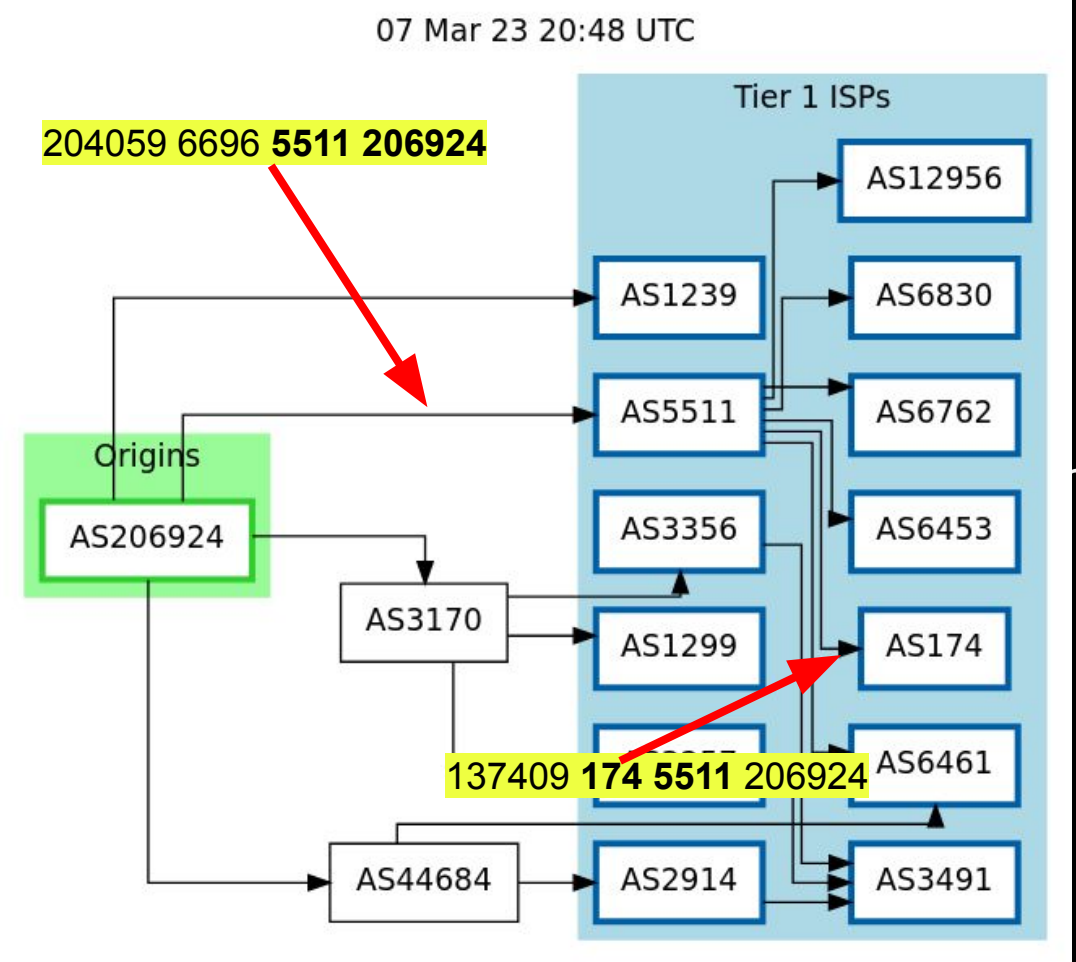 07 Mar 23 20:48 UTC
Tier 1 ISPs
204059 6696 5511 206924
AS12956
AS1239
AS6830
AS5511
AS6762
Origins
AS206924
AS3356
AS6453
AS3170
AS1299
AS174
137409 174 5511 206924
AS6461
AS44684
AS2914
AS3491